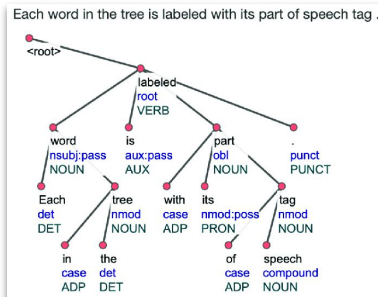 Each word in the tree is labeled with its part of speech tag .
<root>
labeled
root
VERB
word is part .
nsubj:pass aux:pass obl punct
NOUN AUX NOUN PUNCT
Each tree with its tag
det nmod case nmod:poss nmod
DET NOUN ADP PRON NOUN
in the of speech
case det case compound
ADP DET ADP NOUN